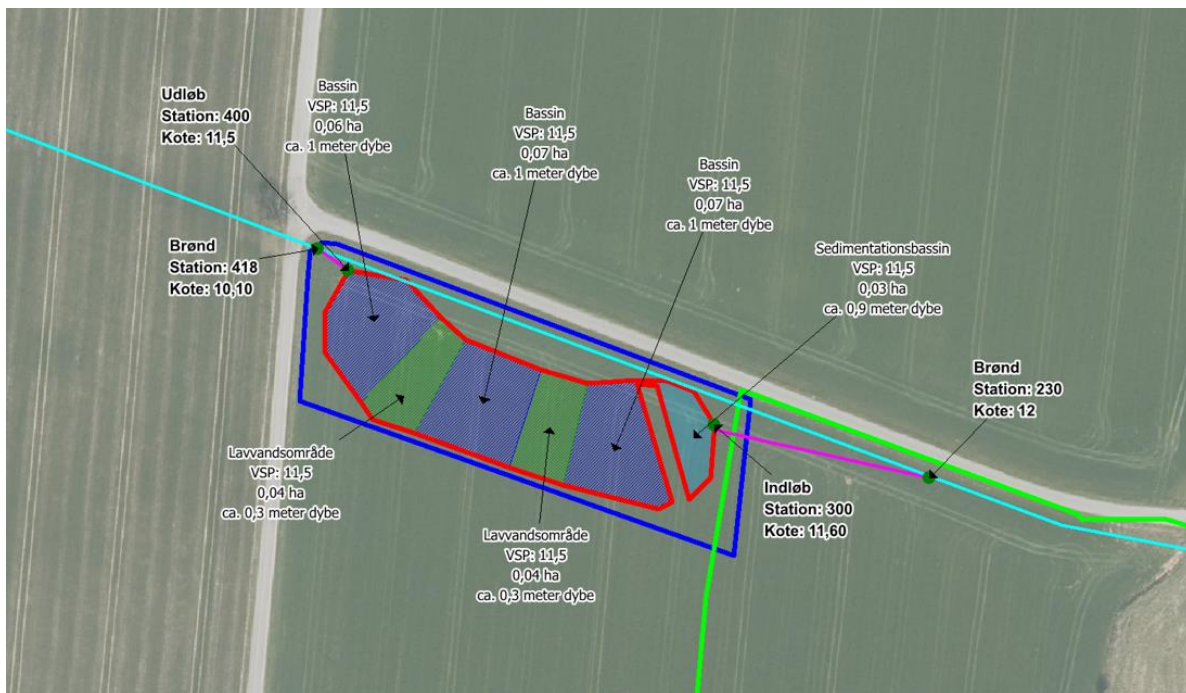 Udløb
Station: 400
Kote: 11,5
Bassin
VSP: 11,5
0,06 ha
ca. 1 meter dybe
Bassin
VSP: 11,5
0,07 ha
ca. 1 meter dybe
Bassin
VSP: 11,5
0,07 ha
ca. 1 meter dybe
Sedimentationsbassin
VSP: 11,5
0,03 ha
ca. 0,9 meter dybe
Brønd
Station: 418
Kote: 10,10
Brønd
Station: 230
Kote: 12
Lavvandsområde
VSP: 11,5
0,04 ha
ca. 0,3 meter dybe
Lavvandsområde
VSP: 11,5
0,04 ha
ca. 0,3 meter dybe
Indløb
Station: 300
Kote: 11,60